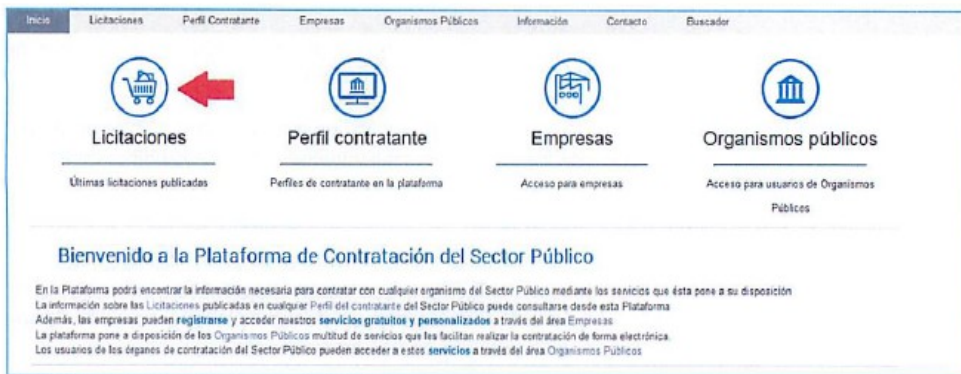 Inicio Licitaciones Perfil Contratante Empresas Organismos Públicos Información Contacto Buscador
Licitaciones Perfil contratante Empresas Organismos públicos
Últimas licitaciones publicadas Perfiles de contratante en la plataforma Acceso para empresas Acceso para usuarios de Organismos
Públicos
Bienvenido a la Plataforma de Contratación del Sector Público
En la Plataforma podrá encontrar la información necesaria para contratar con cualquier organismo del Sector Público mediante los servicios que ésta pone a su disposición
La información sobre las Licitaciones publicadas en cualquier Perfil del contratante del Sector Público puede consultarse desde esta Plataforma
Además, las empresas pueden registrarse y acceder nuestros servicios gratuitos y personalizados a través del área Empresas
La plataforma pone a disposición de los Organismos Públicos multitud de servicios que les facilitan realizar la contratación de forma electrónica.
Los usuarios de los órganos de contratación del Sector Público pueden acceder a estos servicios a través del área Organismos Públicos